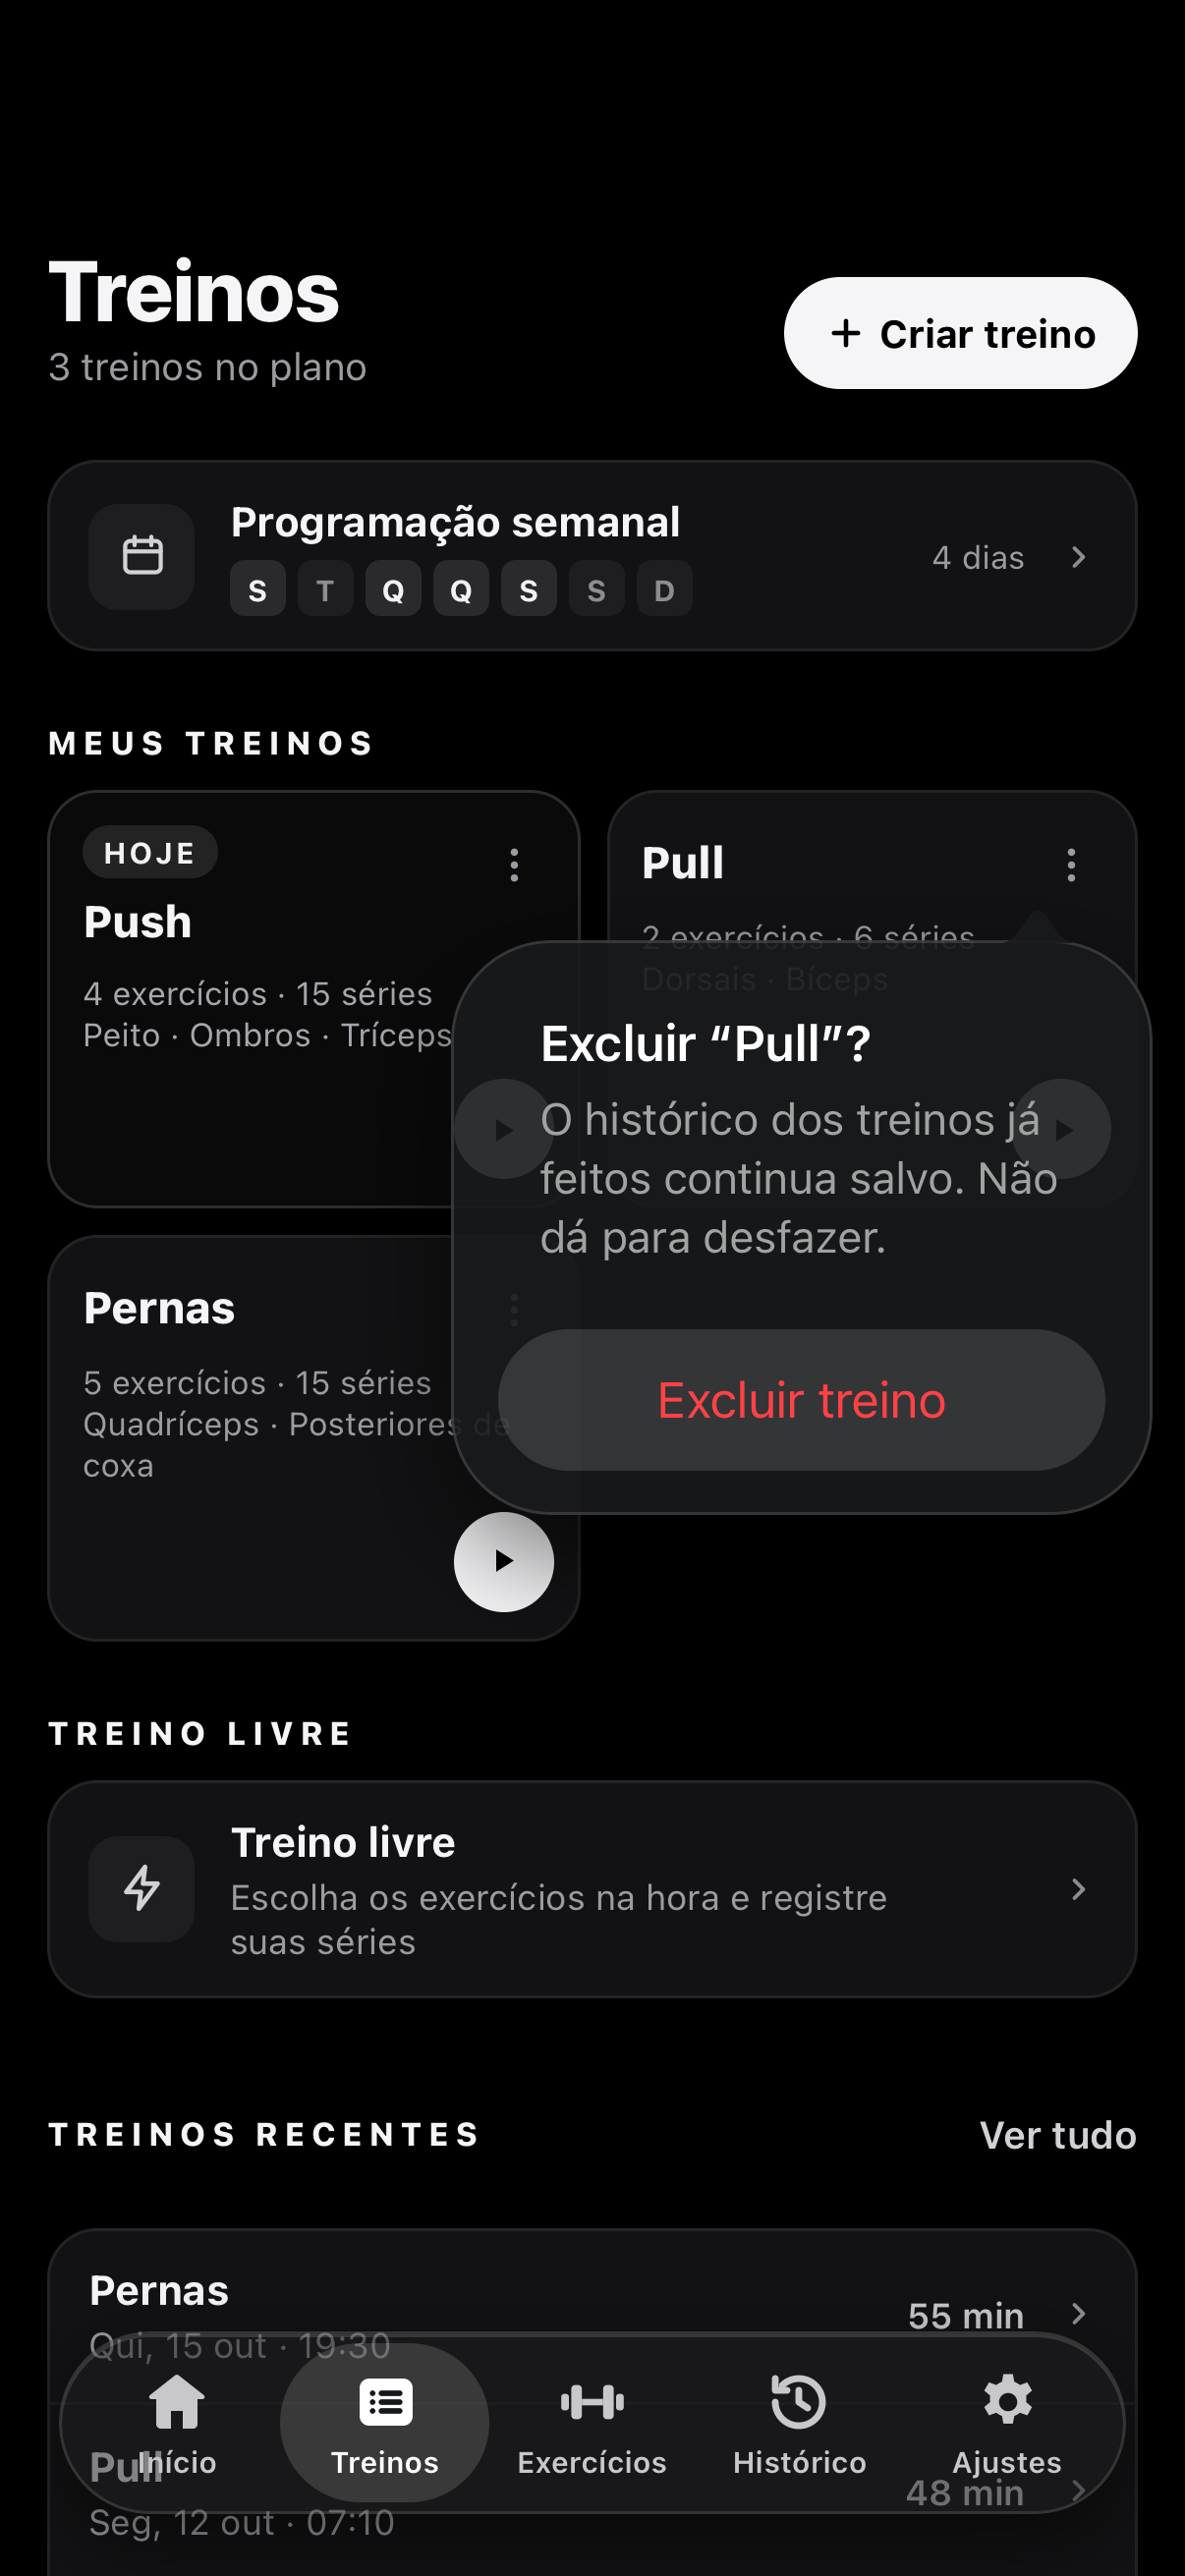 Treinos
3 treinos no plano
+ Criar treino
Programação semanal
S T Q Q S S D
4 dias
MEUS TREINOS
HOJE
Push
4 exercícios · 15 séries
Peito · Ombros · Tríceps
Pull
2 exercícios · 6 séries
Dorsais · Bíceps
Excluir “Pull”?
O histórico dos treinos já
feitos continua salvo. Não
dá para desfazer.
Excluir treino
Pernas
5 exercícios · 15 séries
Quadríceps · Posteriores de
coxa
TREINO LIVRE
Treino livre
Escolha os exercícios na hora e registre
suas séries
TREINOS RECENTES
Ver tudo
Pernas
Qui, 15 out · 19:30
55 min
Pull
Seg, 12 out · 07:10
48 min
Início
Treinos
Exercícios
Histórico
Ajustes